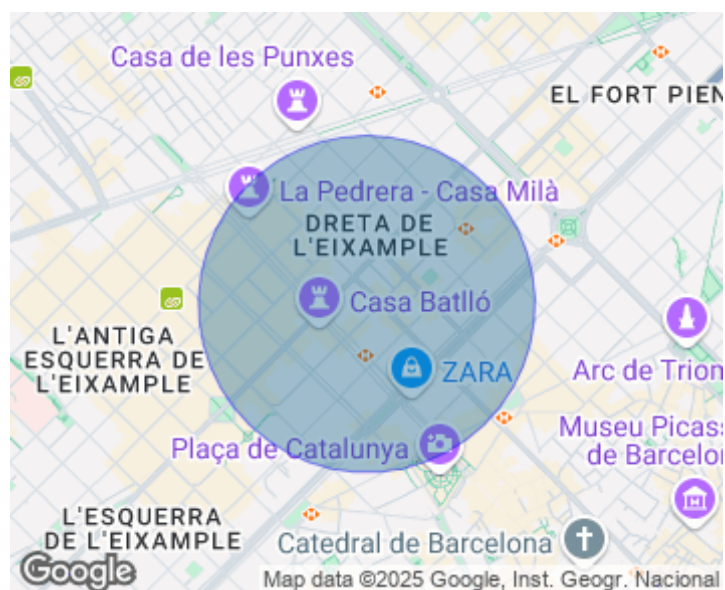 Casa de les Punxes
EL FORT PIEN
La Pedrera - Casa Milà
DRETA DE
L'EIXAMPLE
Casa Batlló
L'ANTIGA
ESQUERRA DE
L'EIXAMPLE
ZARA
Arc de Triom
Plaça de Catalunya
Museu Picass
de Barcelon
L'ESQUERRA
DE L'EIXAMPLE
Catedral de Barcelona
Google
Map data ©2025 Google, Inst. Geogr. Nacional